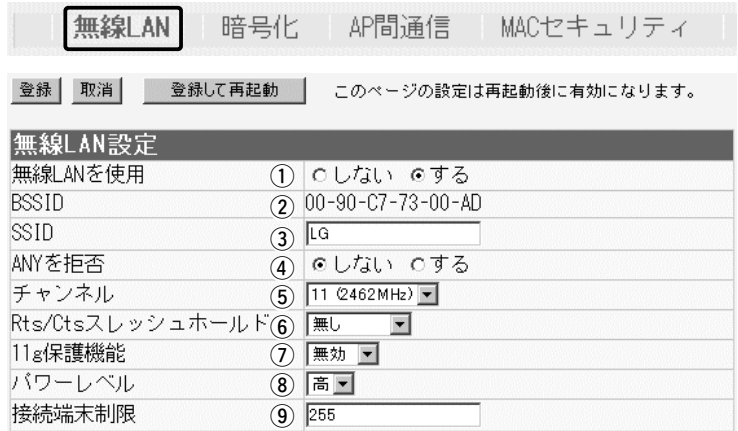 無線LAN 暗号化 AP間通信 MACセキュリティ
登録 取消 登録して再起動 このページの設定は再起動後に有効になります。
無線LAN設定
無線LANを使用 ① しない する
BSSID ② 00-90-C7-73-00-AD
SSID ③ LG
ANYを拒否 ④ しない する
チャンネル ⑤ 11 (2462MHz)
Rts/Ctsスレッシュホールド ⑥ 無し
11g保護機能 ⑦ 無効
パワーレベル ⑧ 高
接続端末制限 ⑨ 255